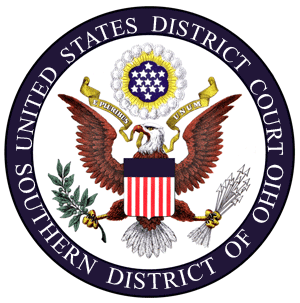 UNITED STATES DISTRICT COURT
SOUTHERN DISTRICT OF OHIO
E PLURIBUS UNUM